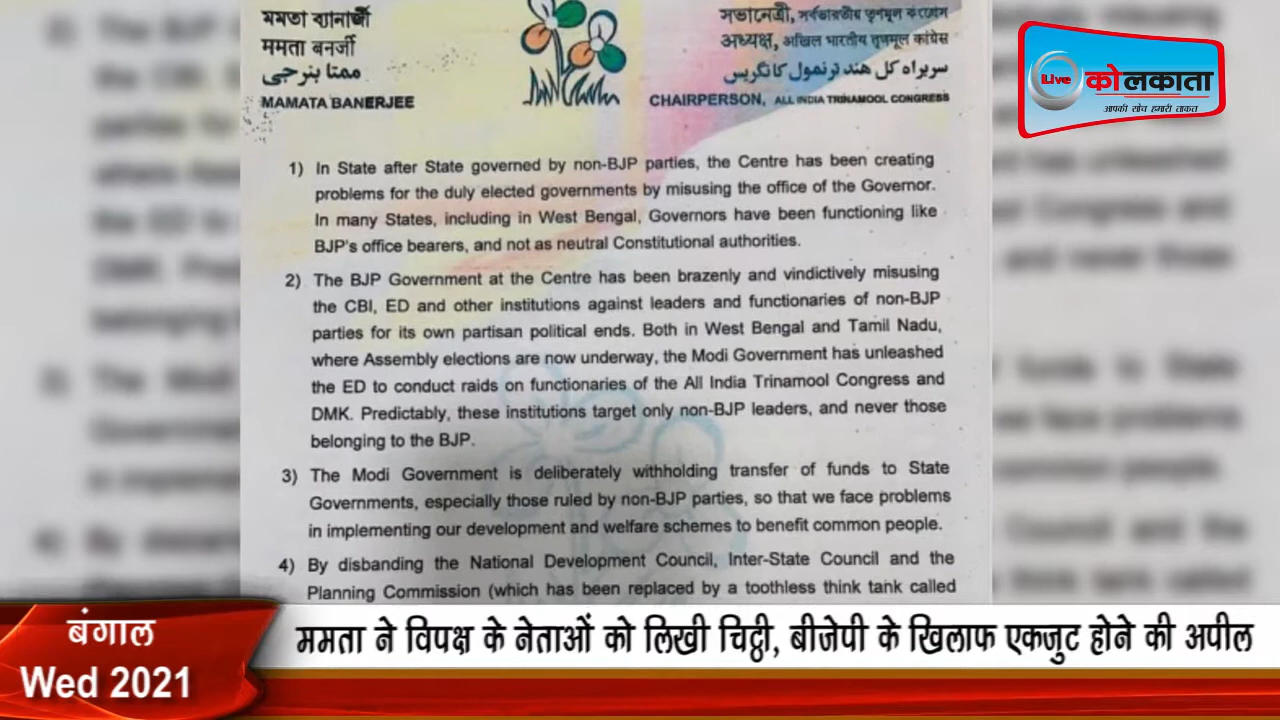 মমতা ব্যানার্জী
ममता बनर्जी
ممتا بنرجی
MAMATA BANERJEE
সভানেত্রী, সর্বভারতীয় তৃণমূল কংগ্রেস
अध्यक्ष, अखिल भारतीय तृणमूल कांग्रेस
سربراہ کل ہند ترنمول کانگریس
CHAIRPERSON, ALL INDIA TRINAMOOL CONGRESS
Live कोलकाता
आपकी सोच हमारी ताकत
1) In State after State governed by non-BJP parties, the Centre has been creating
problems for the duly elected governments by misusing the office of the Governor.
In many States, including in West Bengal, Governors have been functioning like
BJP's office bearers, and not as neutral Constitutional authorities.
2) The BJP Government at the Centre has been brazenly and vindictively misusing
the CBI, ED and other institutions against leaders and functionaries of non-BJP
parties for its own partisan political ends. Both in West Bengal and Tamil Nadu,
where Assembly elections are now underway, the Modi Government has unleashed
the ED to conduct raids on functionaries of the All India Trinamool Congress and
DMK. Predictably, these institutions target only non-BJP leaders, and never those
belonging to the BJP.
3) The Modi Government is deliberately withholding transfer of funds to State
Governments, especially those ruled by non-BJP parties, so that we face problems
in implementing our development and welfare schemes to benefit common people.
4) By disbanding the National Development Council, Inter-State Council and the
Planning Commission (which has been replaced by a toothless think tank called
बंगाल
Wed 2021
ममता ने विपक्ष के नेताओं को लिखी चिट्ठी, बीजेपी के खिलाफ एकजुट होने की अपील